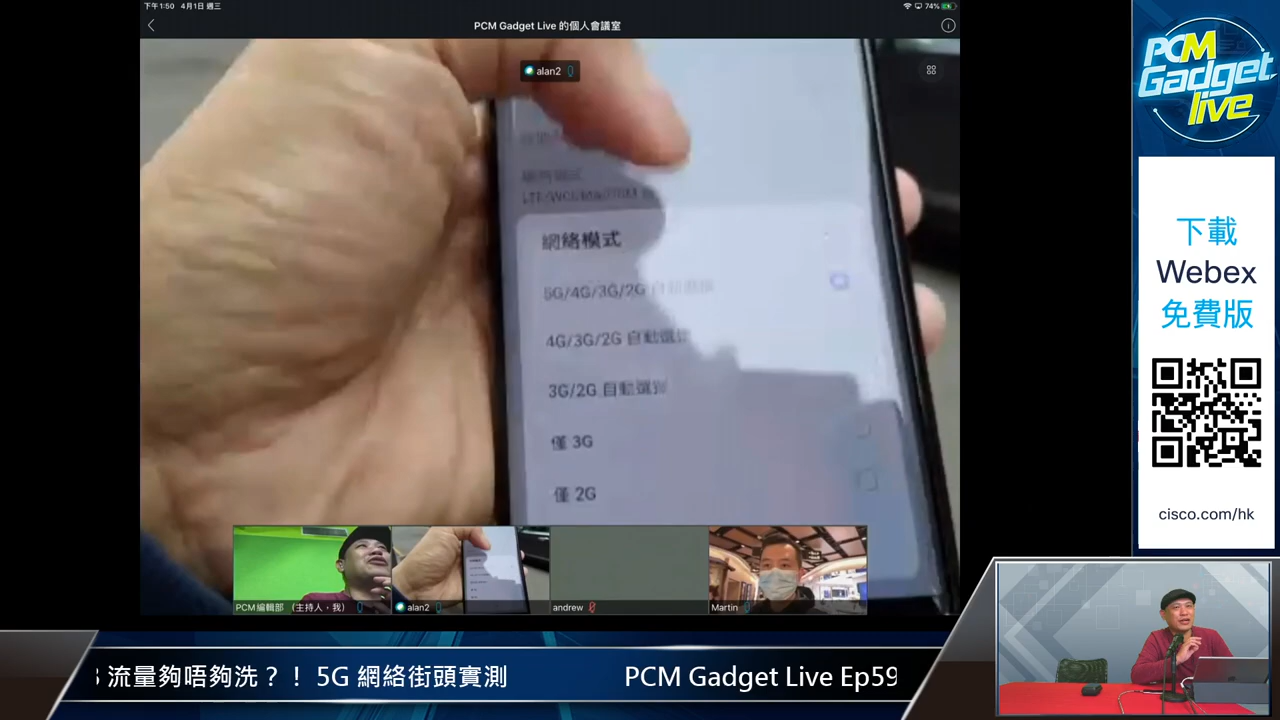 下午1:50 4月1日 週三
74%
PCM Gadget Live 的個人會議室
alan2
網絡模式
5G/4G/3G/2G 自動選擇
4G/3G/2G 自動選擇
3G/2G 自動選擇
僅 3G
僅 2G
PCM編輯部 (主持人，我)
alan2
andrew
Martin
PCM
Gadget
live
下載
Webex
免費版
cisco.com/hk
流量夠唔夠洗？！ 5G 網絡街頭實測
PCM Gadget Live Ep59